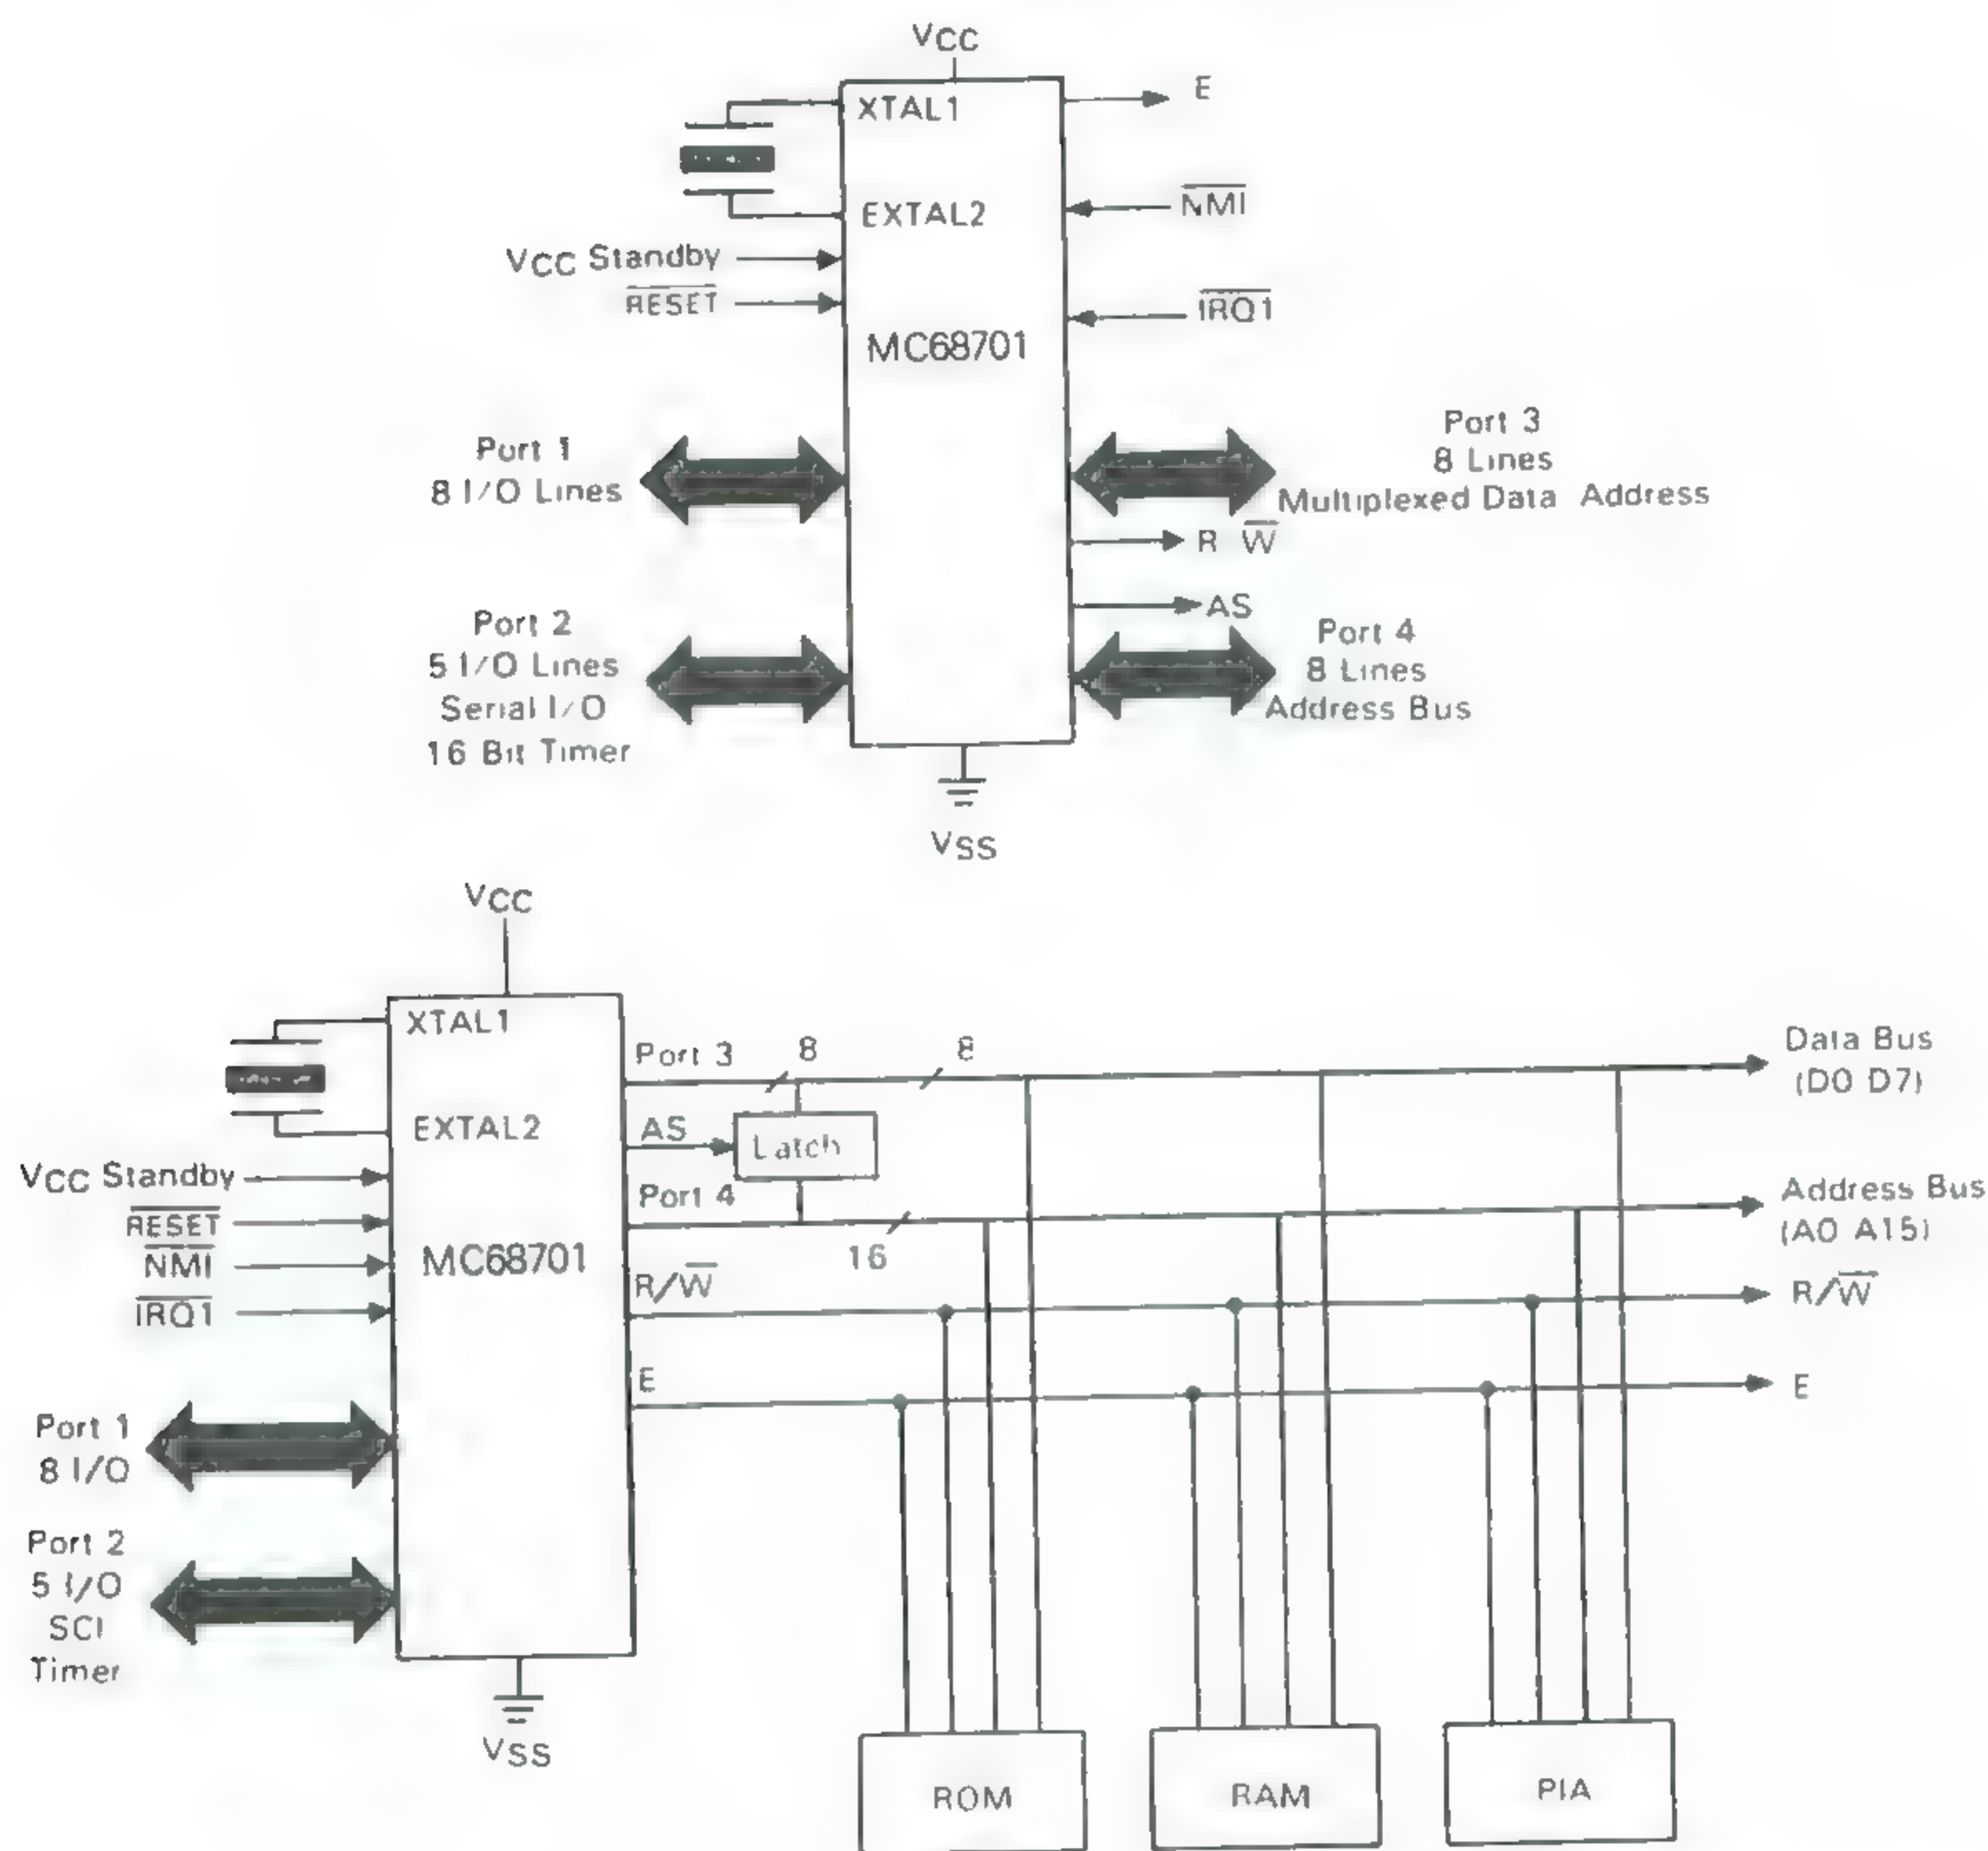 VCC
XTAL1
E
EXTAL2
NMI
VCC Standby
RESET
IRQ1
MC68701
Port 1
8 I/O Lines
Port 3
8 Lines
Multiplexed Data Address
R W
AS
Port 2
5 I/O Lines
Serial I/O
16 Bit Timer
Port 4
8 Lines
Address Bus
VSS
VCC
XTAL1
EXTAL2
VCC Standby
RESET
NMI
IRQ1
MC68701
Port 1
8 I/O
Port 2
5 I/O
SCI
Timer
VSS
Port 3
8
8
Data Bus
(D0 D7)
AS
Latch
Port 4
16
Address Bus
(A0 A15)
R/W
R/W
E
E
ROM
RAM
PIA